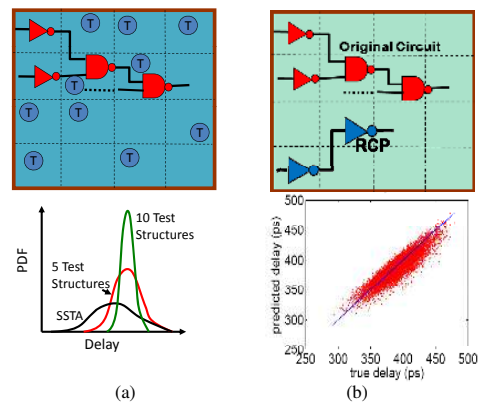 T T T
T
T
T T
T
T T
Original Circuit
RCP
PDF
10 Test
Structures
5 Test
Structures
SSTA
Delay
predicted delay (ps)
500
450
400
350
300
250
250 300 350 400 450 500
true delay (ps)
(a) (b)